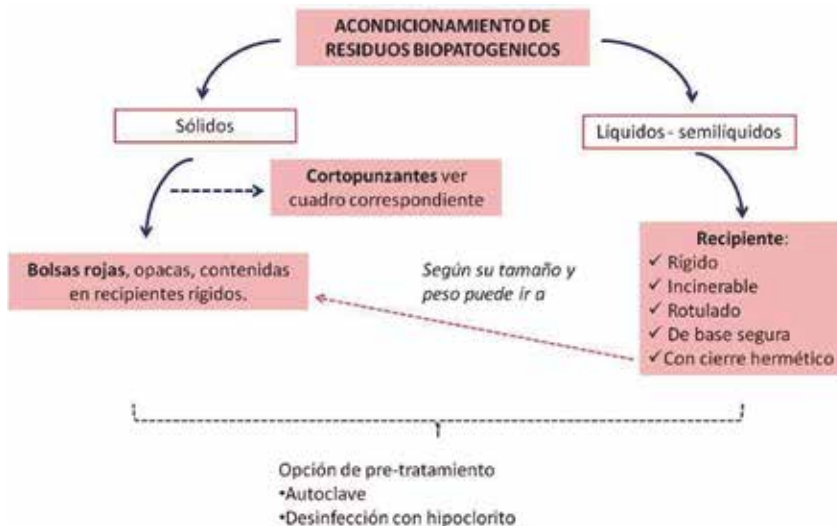 ACONDICIONAMIENTO DE
RESIDUOS BIOPATOGENICOS
Sólidos
Líquidos - semilíquidos
Cortopunzantes ver
cuadro correspondiente
Bolsas rojas, opacas, contenidas
en recipientes rígidos.
Según su tamaño y
peso puede ir a
Recipiente:
✓ Rígido
✓ Incinerable
✓ Rotulado
✓ De base segura
✓ Con cierre hermético
Opción de pre-tratamiento
•Autoclave
•Desinfección con hipoclorito